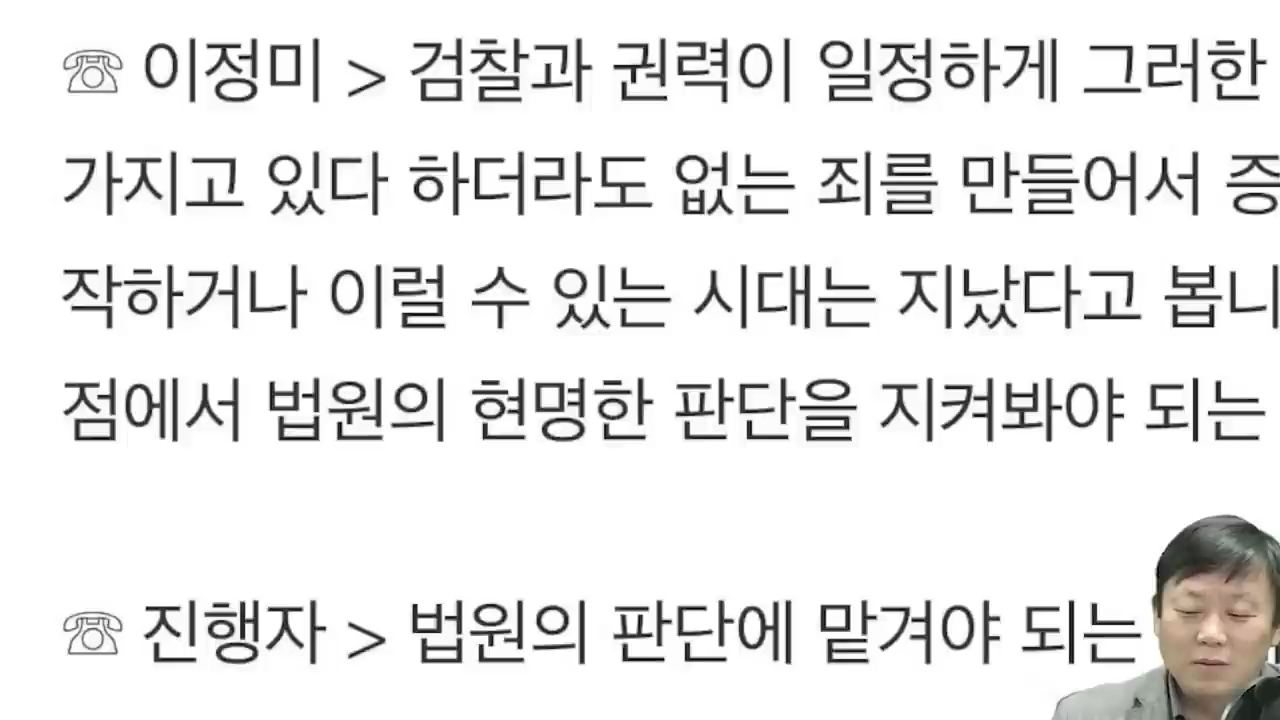 ☏ 이정미 > 검찰과 권력이 일정하게 그러한
가지고 있다 하더라도 없는 죄를 만들어서 증
작하거나 이럴 수 있는 시대는 지났다고 봅니
점에서 법원의 현명한 판단을 지켜봐야 되는
☏ 진행자 > 법원의 판단에 맡겨야 되는